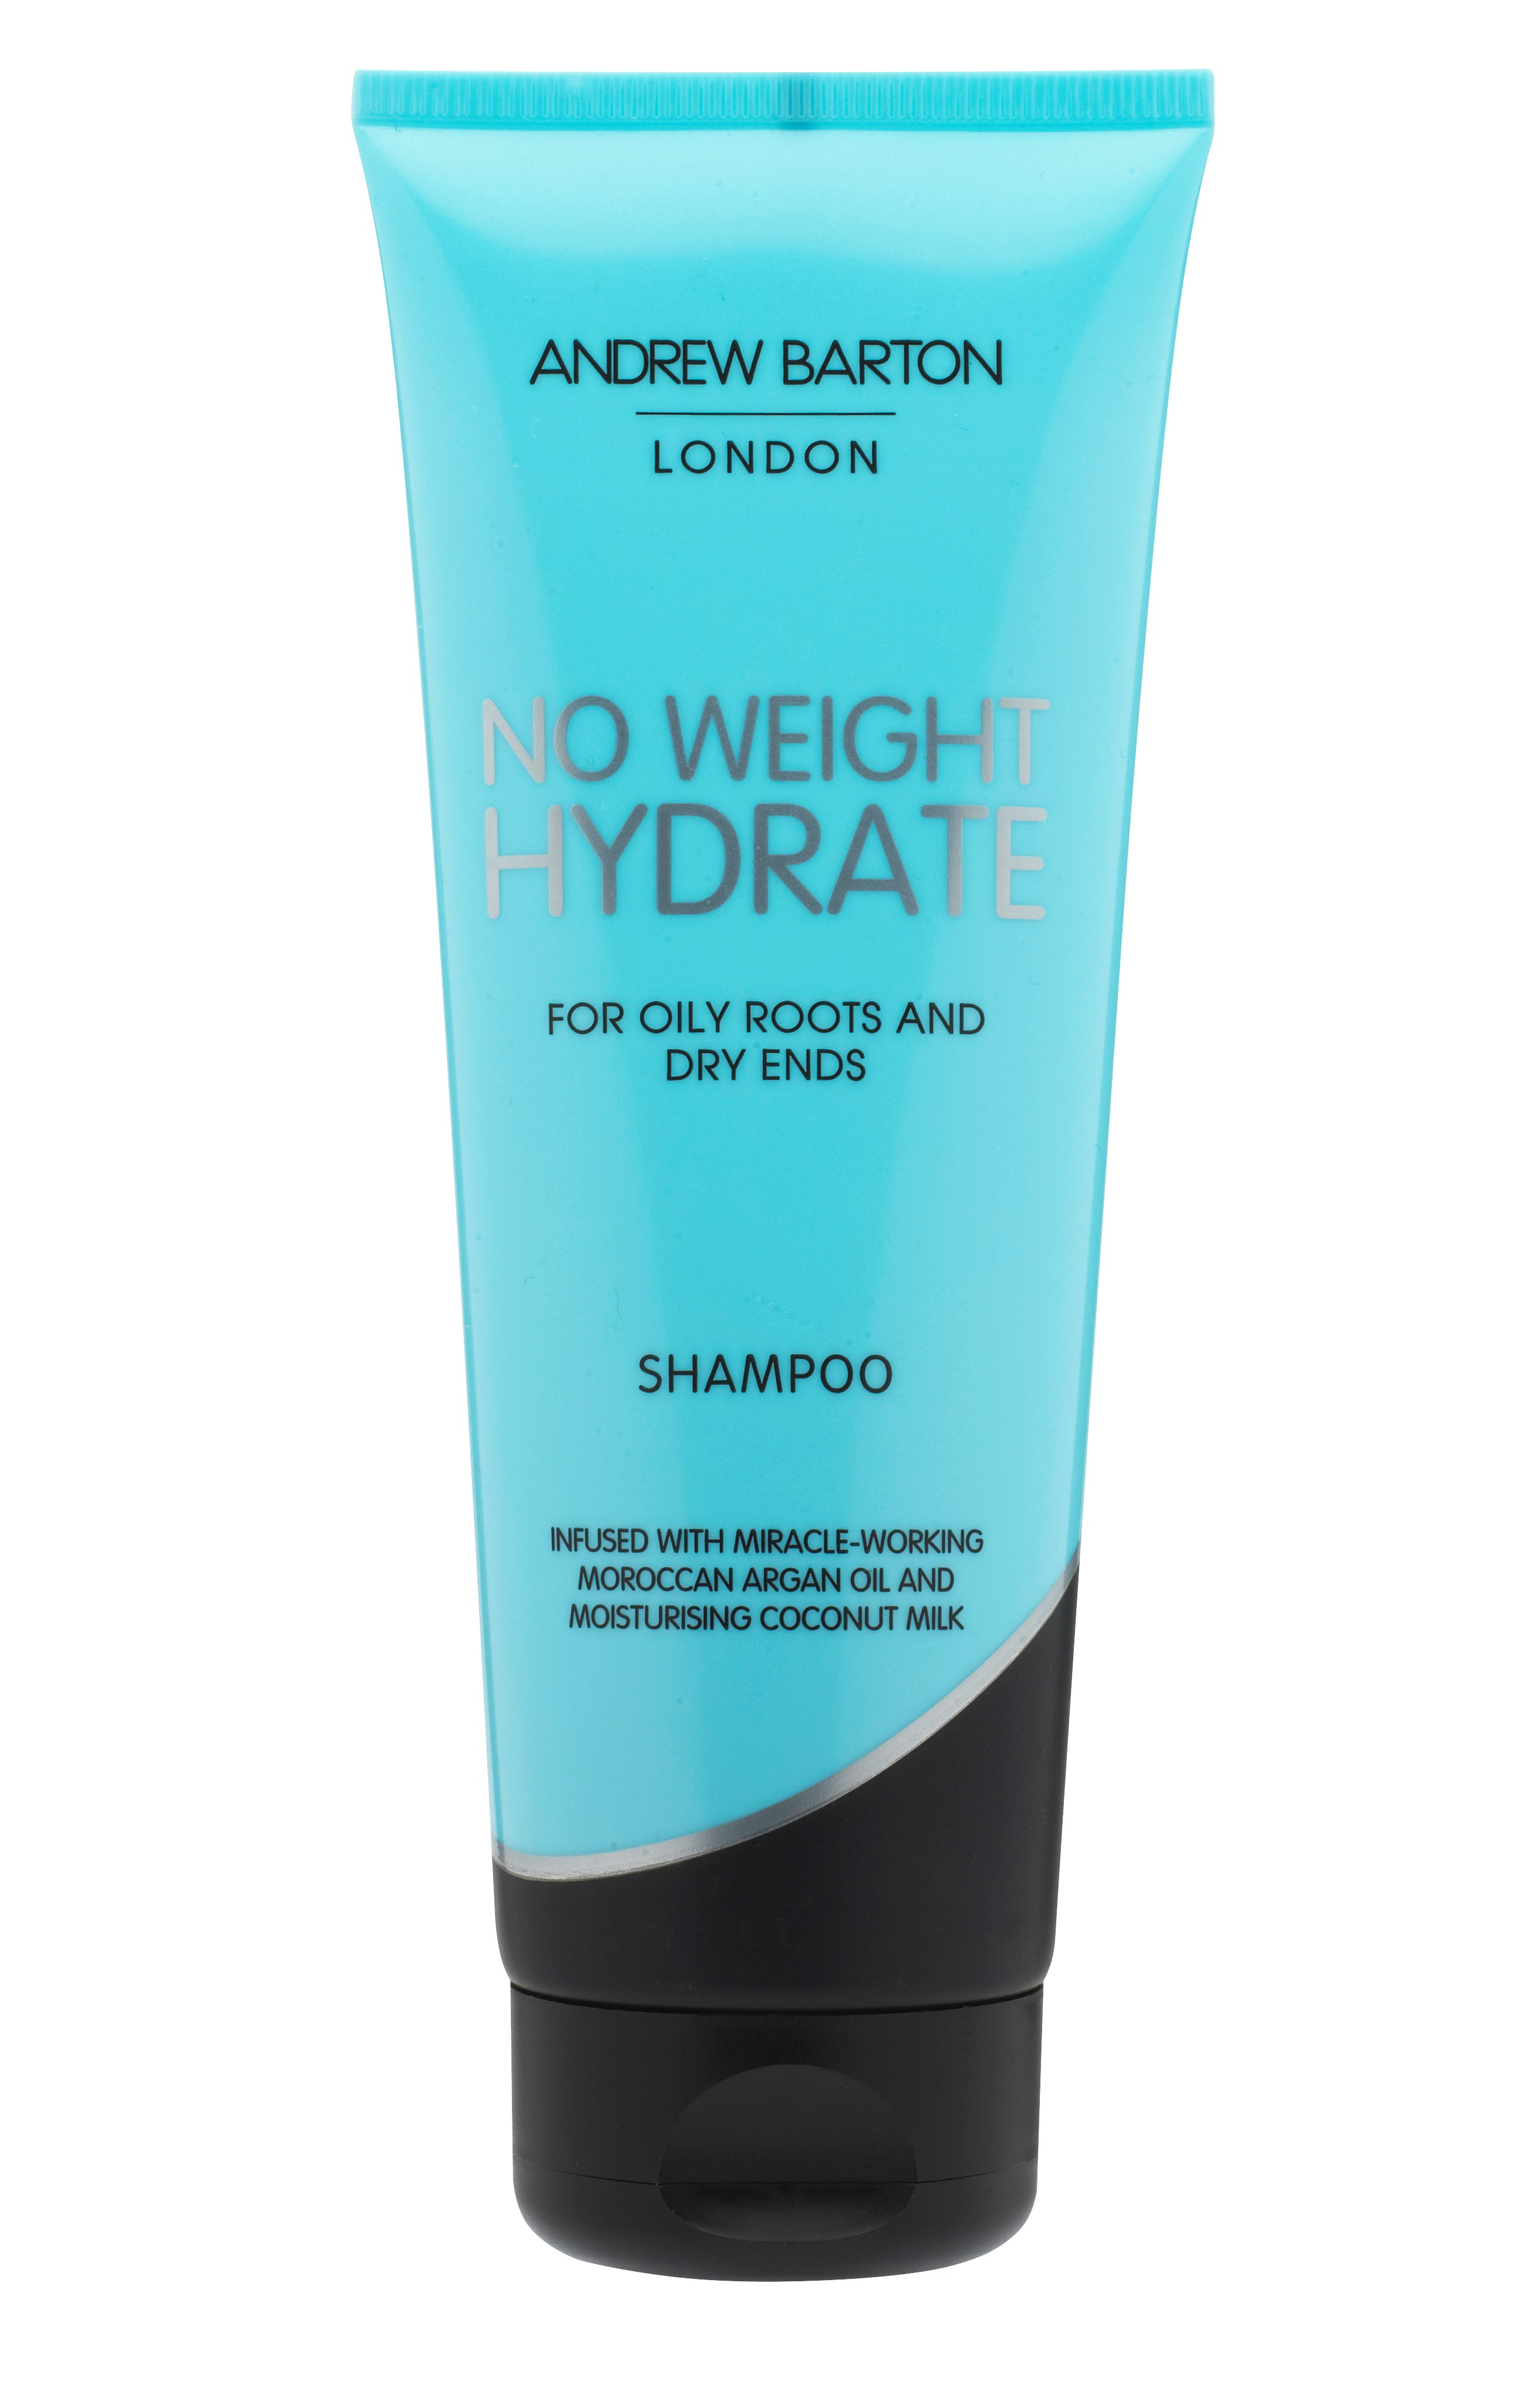 ANDREW BARTON
LONDON
NO WEIGHT
HYDRATE
FOR OILY ROOTS AND
DRY ENDS
SHAMPOO
INFUSED WITH MIRACLE-WORKING
MOROCCAN ARGAN OIL AND
MOISTURISING COCONUT MILK